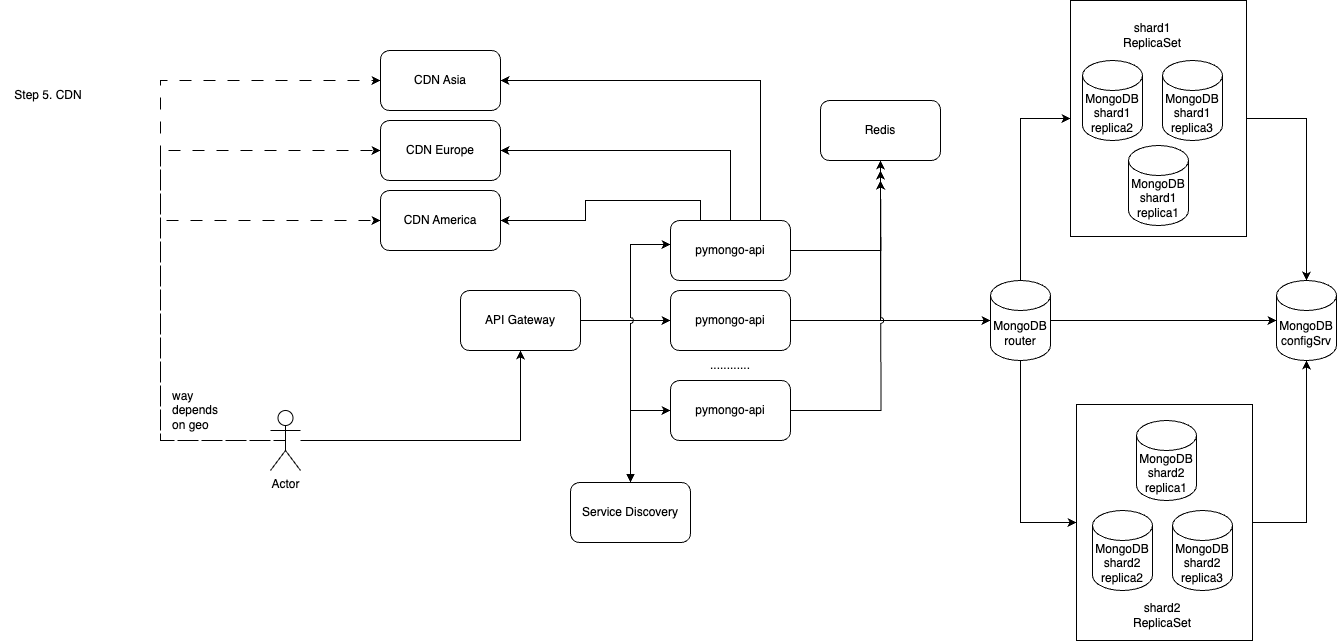 Step 5. CDN
CDN Asia
CDN Europe
CDN America
API Gateway
pymongo-api
pymongo-api
............
pymongo-api
Service Discovery
way
depends
on geo
Actor
Redis
MongoDB
router
shard1
ReplicaSet
MongoDB
shard1
replica2
MongoDB
shard1
replica3
MongoDB
shard1
replica1
MongoDB
configSrv
MongoDB
shard2
replica1
MongoDB
shard2
replica2
MongoDB
shard2
replica3
shard2
ReplicaSet